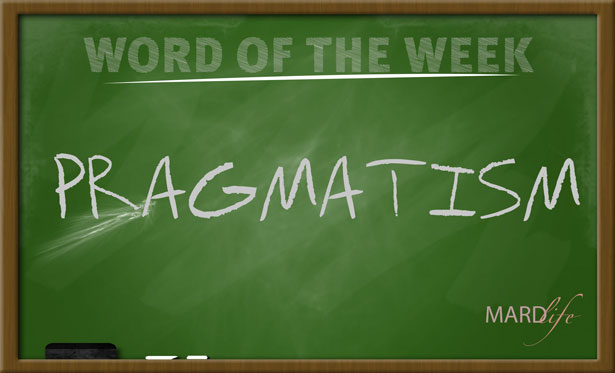 WORD OF THE WEEK
PRAGMATISM
MARDlife